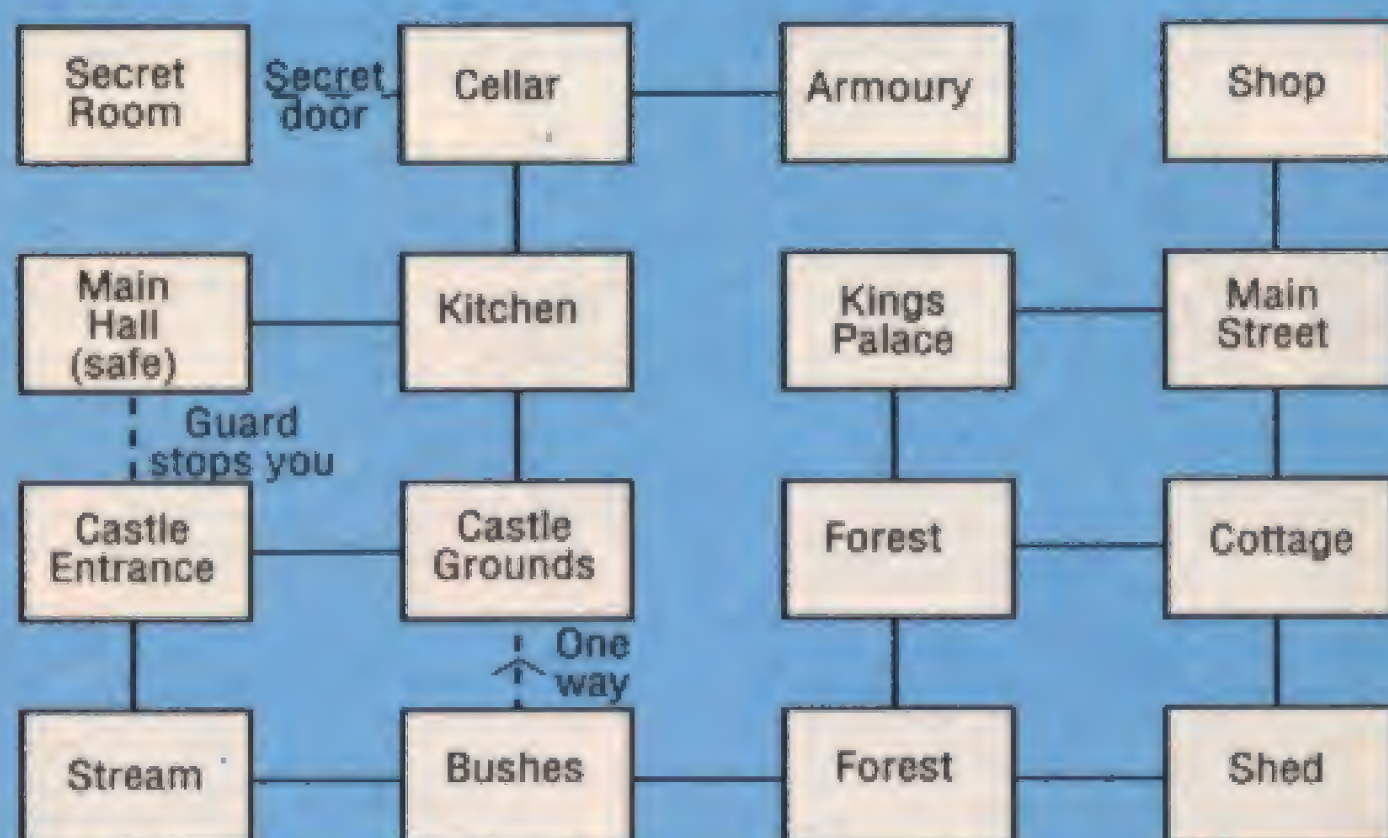 Secret
Room
Secret
door
Cellar
Armoury
Shop
Main
Hall
(safe)
Kitchen
Kings
Palace
Main
Street
Guard
stops you
Castle
Entrance
Castle
Grounds
Forest
Cottage
One
way
Stream
Bushes
Forest
Shed